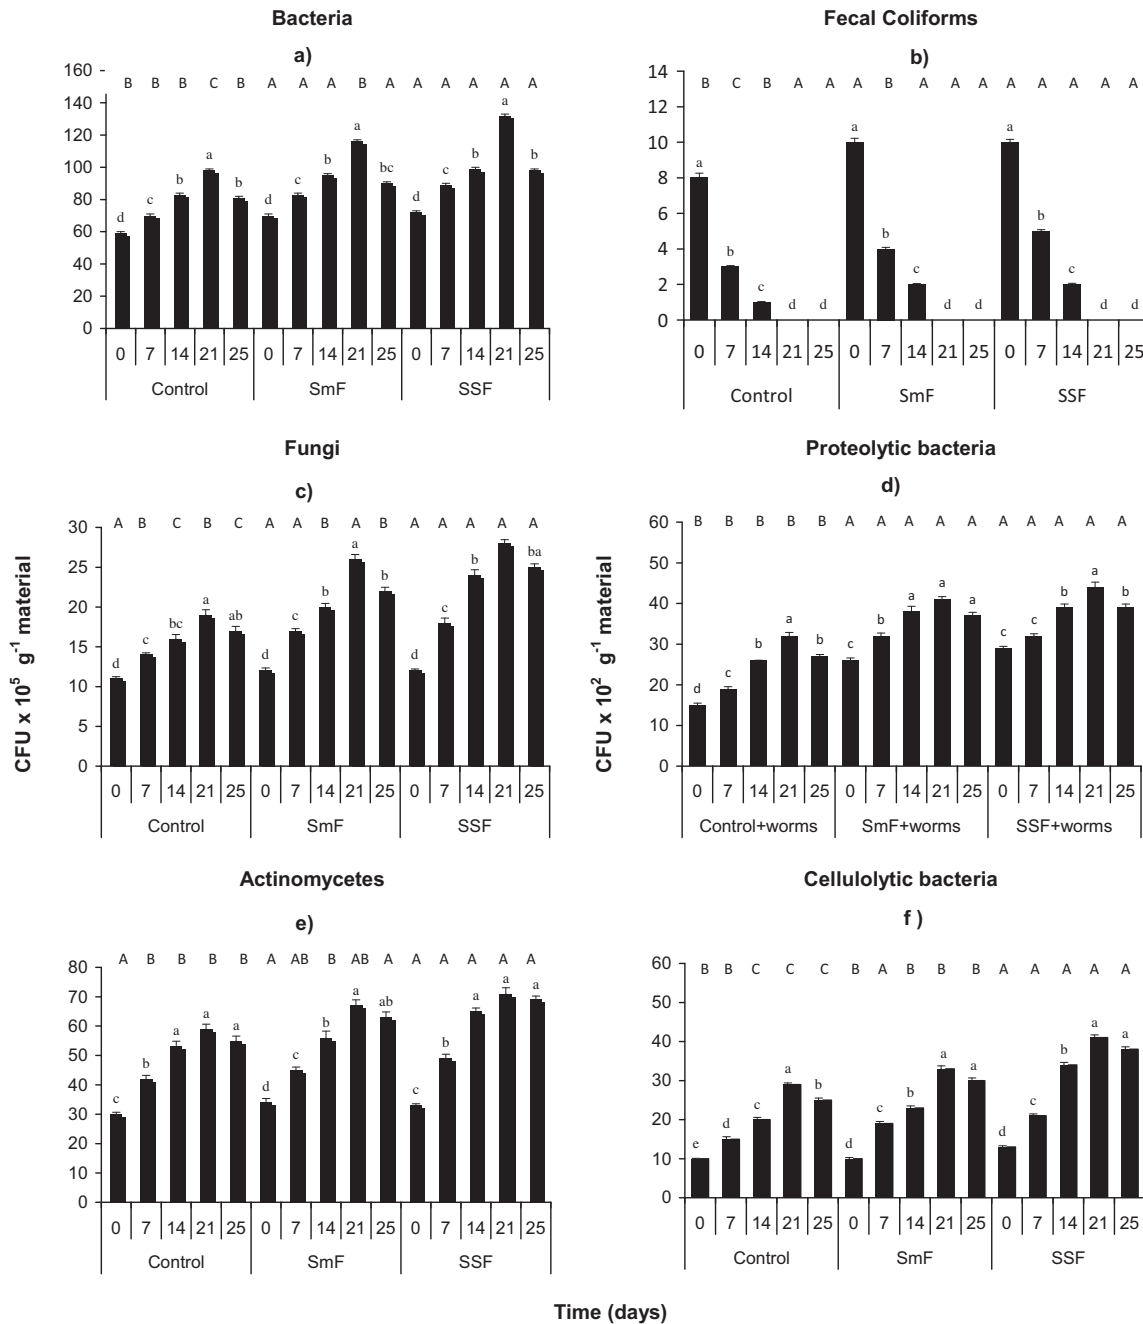 Bacteria
a)
160
140
120
100
80
60
40
20
0
B B B C B A A A B A A A A A A
d c b a b d c b a bc d c b a b
0 7 14 21 25 0 7 14 21 25 0 7 14 21 25
Control SmF SSF
Fecal Coliforms
b)
14
12
10
8
6
4
2
0
B C B A A A B A A A A A A A A
a b c d d a b c d d a b c d d
0 7 14 21 25 0 7 14 21 25 0 7 14 21 25
Control SmF SSF
Fungi
c)
CFU x 10⁵ g⁻¹ material
30
25
20
15
10
5
0
A B C B C A A B A B A A A A A
d c bc a ab d c b a b d c b a ba
0 7 14 21 25 0 7 14 21 25 0 7 14 21 25
Control SmF SSF
Proteolytic bacteria
d)
CFU x 10² g⁻¹ material
60
50
40
30
20
10
0
B B B B B A A A A A A A A A A
d c b a b c b a a a c c b a b
0 7 14 21 25 0 7 14 21 25 0 7 14 21 25
Control+worms SmF+worms SSF+worms
Actinomycetes
e)
80
70
60
50
40
30
20
10
0
A B B B B A AB B AB A A A A A A
c b a a a d c b a ab c b a a a
0 7 14 21 25 0 7 14 21 25 0 7 14 21 25
Control SmF SSF
Cellulolytic bacteria
f )
60
50
40
30
20
10
0
B B C C C B A B B B A A A A A
e d c a b d c b a a d c b a a
0 7 14 21 25 0 7 14 21 25 0 7 14 21 25
Control SmF SSF
Time (days)